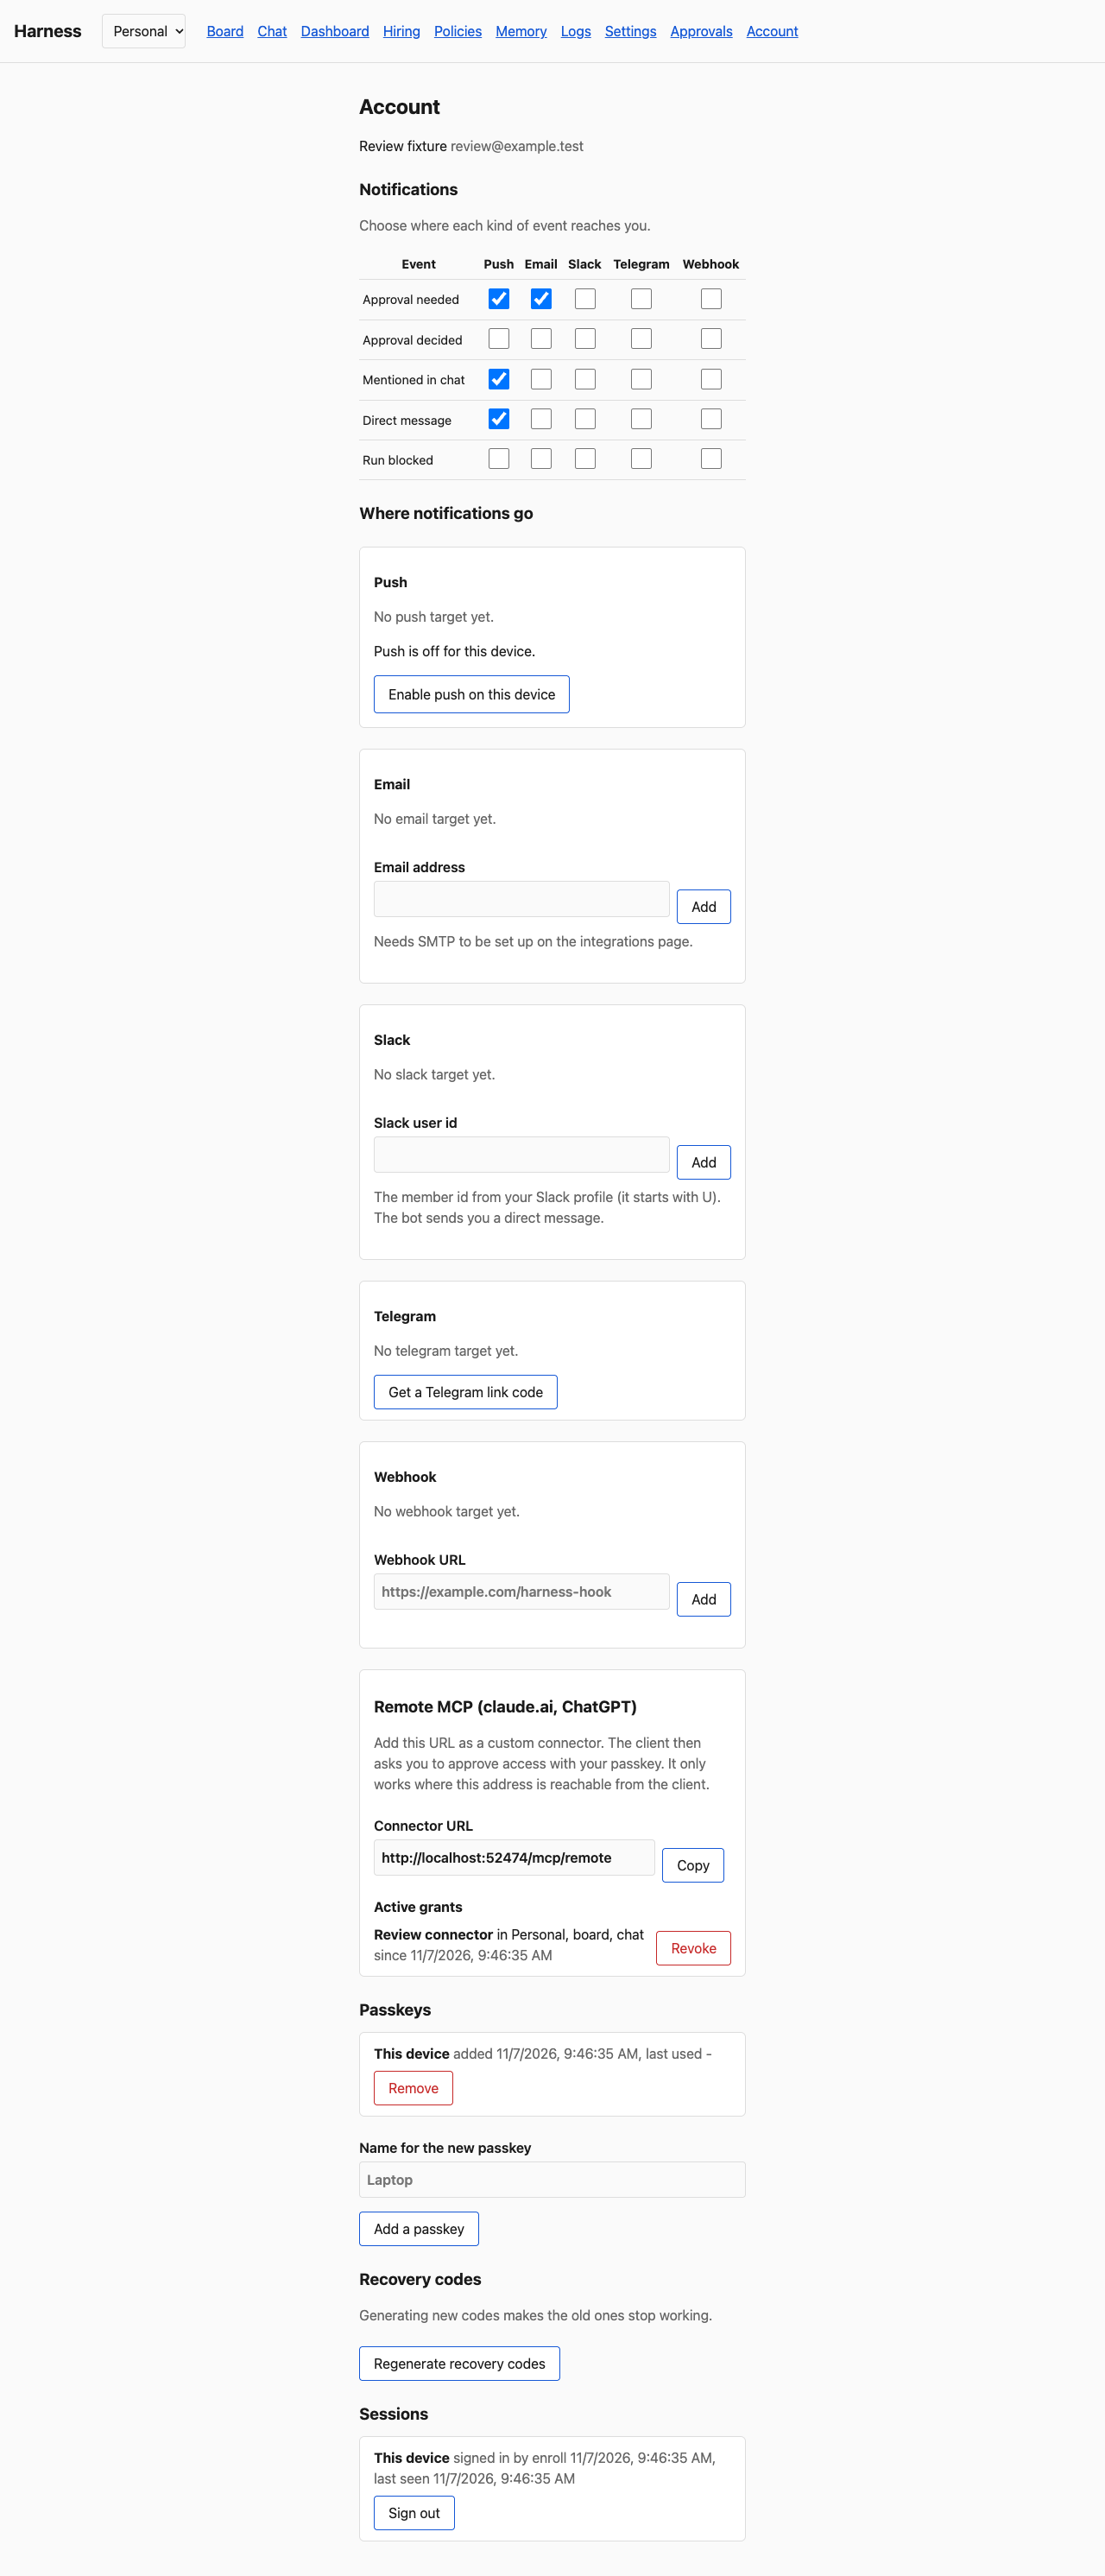 Harness Personal Board Chat Dashboard Hiring Policies Memory Logs Settings Approvals Account
Account
Review fixture review@example.test
Notifications
Choose where each kind of event reaches you.
Event Push Email Slack Telegram Webhook
Approval needed
Approval decided
Mentioned in chat
Direct message
Run blocked
Where notifications go
Push
No push target yet.
Push is off for this device.
Enable push on this device
Email
No email target yet.
Email address
Add
Needs SMTP to be set up on the integrations page.
Slack
No slack target yet.
Slack user id
Add
The member id from your Slack profile (it starts with U).
The bot sends you a direct message.
Telegram
No telegram target yet.
Get a Telegram link code
Webhook
No webhook target yet.
Webhook URL
https://example.com/harness-hook Add
Remote MCP (claude.ai, ChatGPT)
Add this URL as a custom connector. The client then
asks you to approve access with your passkey. It only
works where this address is reachable from the client.
Connector URL
http://localhost:52474/mcp/remote Copy
Active grants
Review connector in Personal, board, chat
since 11/7/2026, 9:46:35 AM
Revoke
Passkeys
This device added 11/7/2026, 9:46:35 AM, last used -
Remove
Name for the new passkey
Laptop
Add a passkey
Recovery codes
Generating new codes makes the old ones stop working.
Regenerate recovery codes
Sessions
This device signed in by enroll 11/7/2026, 9:46:35 AM,
last seen 11/7/2026, 9:46:35 AM
Sign out